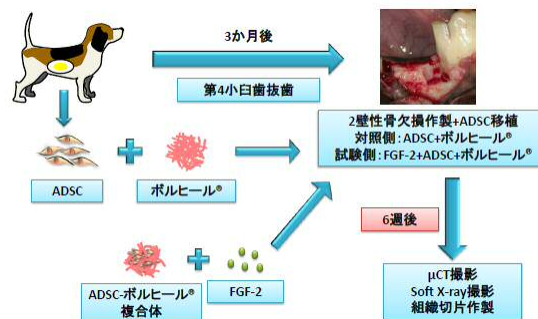 3か月後
第4小臼歯抜歯
2壁性骨欠損作製+ADSC移植
対照側：ADSC+ボルヒール®
試験側：FGF-2+ADSC+ボルヒール®
ADSC
ボルヒール®
6週後
ADSC-ボルヒール®
複合体
FGF-2
μCT撮影
Soft X-ray撮影
組織切片作製